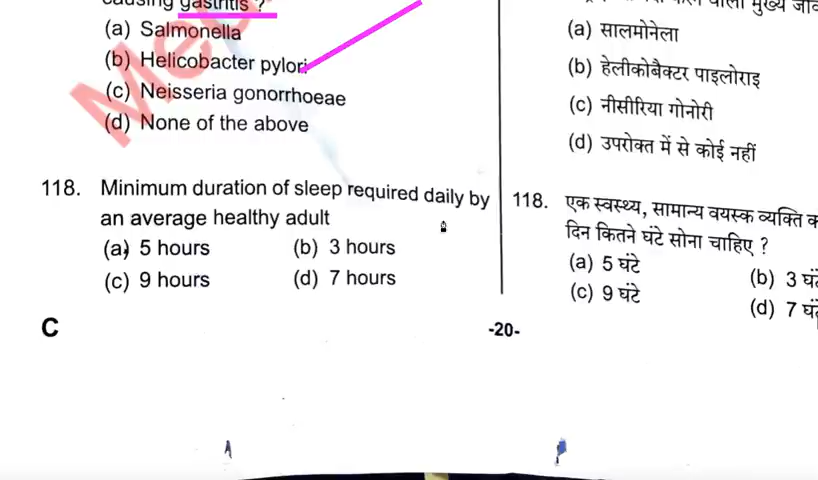 causing gastritis ?
(a) Salmonella
(b) Helicobacter pylori
(c) Neisseria gonorrhoeae
(d) None of the above
118. Minimum duration of sleep required daily by
an average healthy adult
(a) 5 hours (b) 3 hours
(c) 9 hours (d) 7 hours
C
-20-
(a) सालमोनेला
(b) हेलीकोबैक्टर पाइलोराइ
(c) नीसीरिया गोनोरी
(d) उपरोक्त में से कोई नहीं
118. एक स्वस्थ्य, सामान्य वयस्क व्यक्ति
दिन कितने घंटे सोना चाहिए ?
(a) 5 घंटे (b) 3
(c) 9 घंटे (d) 7
A